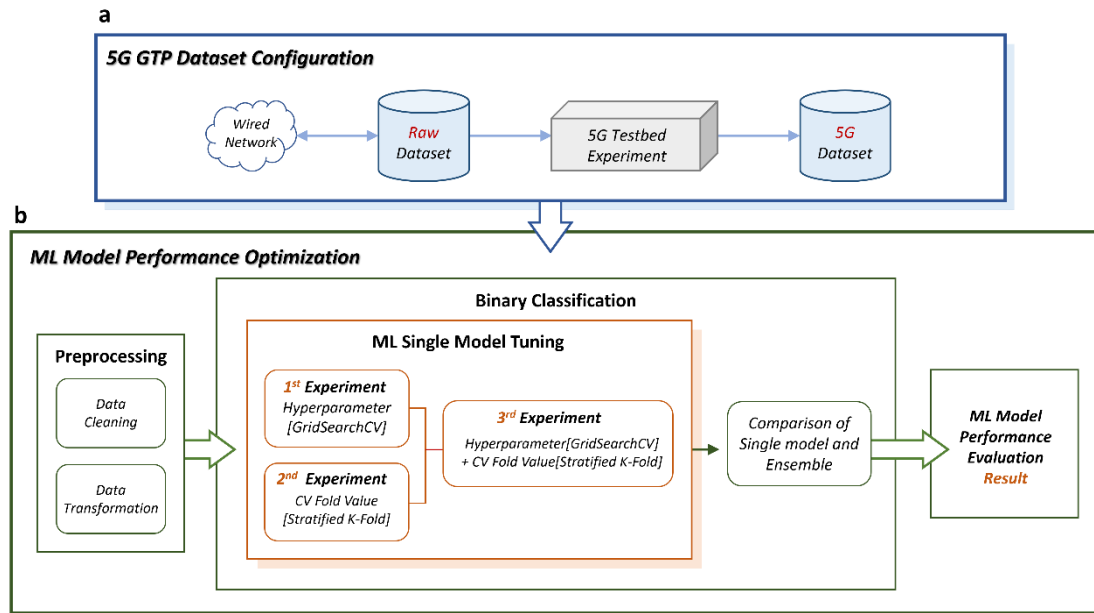 a
5G GTP Dataset Configuration
Wired
Network
Raw
Dataset
5G Testbed
Experiment
5G
Dataset
b
ML Model Performance Optimization
Binary Classification
Preprocessing
Data
Cleaning
Data
Transformation
ML Single Model Tuning
1st Experiment
Hyperparameter
[GridSearchCV]
2nd Experiment
CV Fold Value
[Stratified K-Fold]
3rd Experiment
Hyperparameter[GridSearchCV]
+ CV Fold Value[Stratified K-Fold]
Comparison of
Single model and
Ensemble
ML Model
Performance
Evaluation
Result